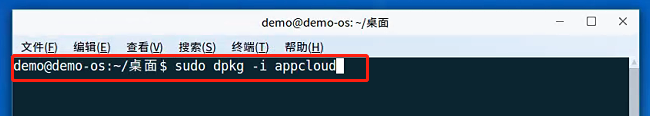 demo@demo-os: ~/桌面
文件(F) 编辑(E) 查看(V) 搜索(S) 终端(T) 帮助(H)
demo@demo-os:~/桌面$ sudo dpkg -i appcloud